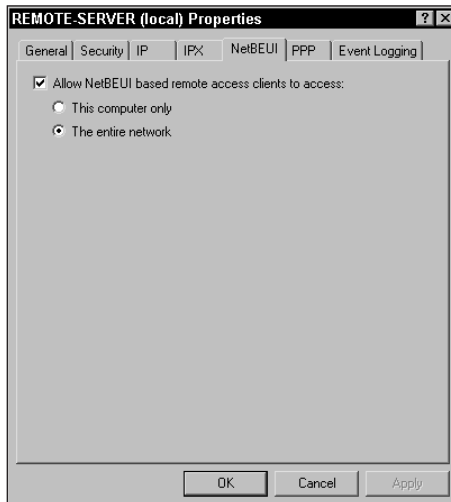 REMOTE-SERVER (local) Properties
General Security IP IPX NetBEUI PPP Event Logging
Allow NetBEUI based remote access clients to access:
This computer only
The entire network
OK Cancel Apply